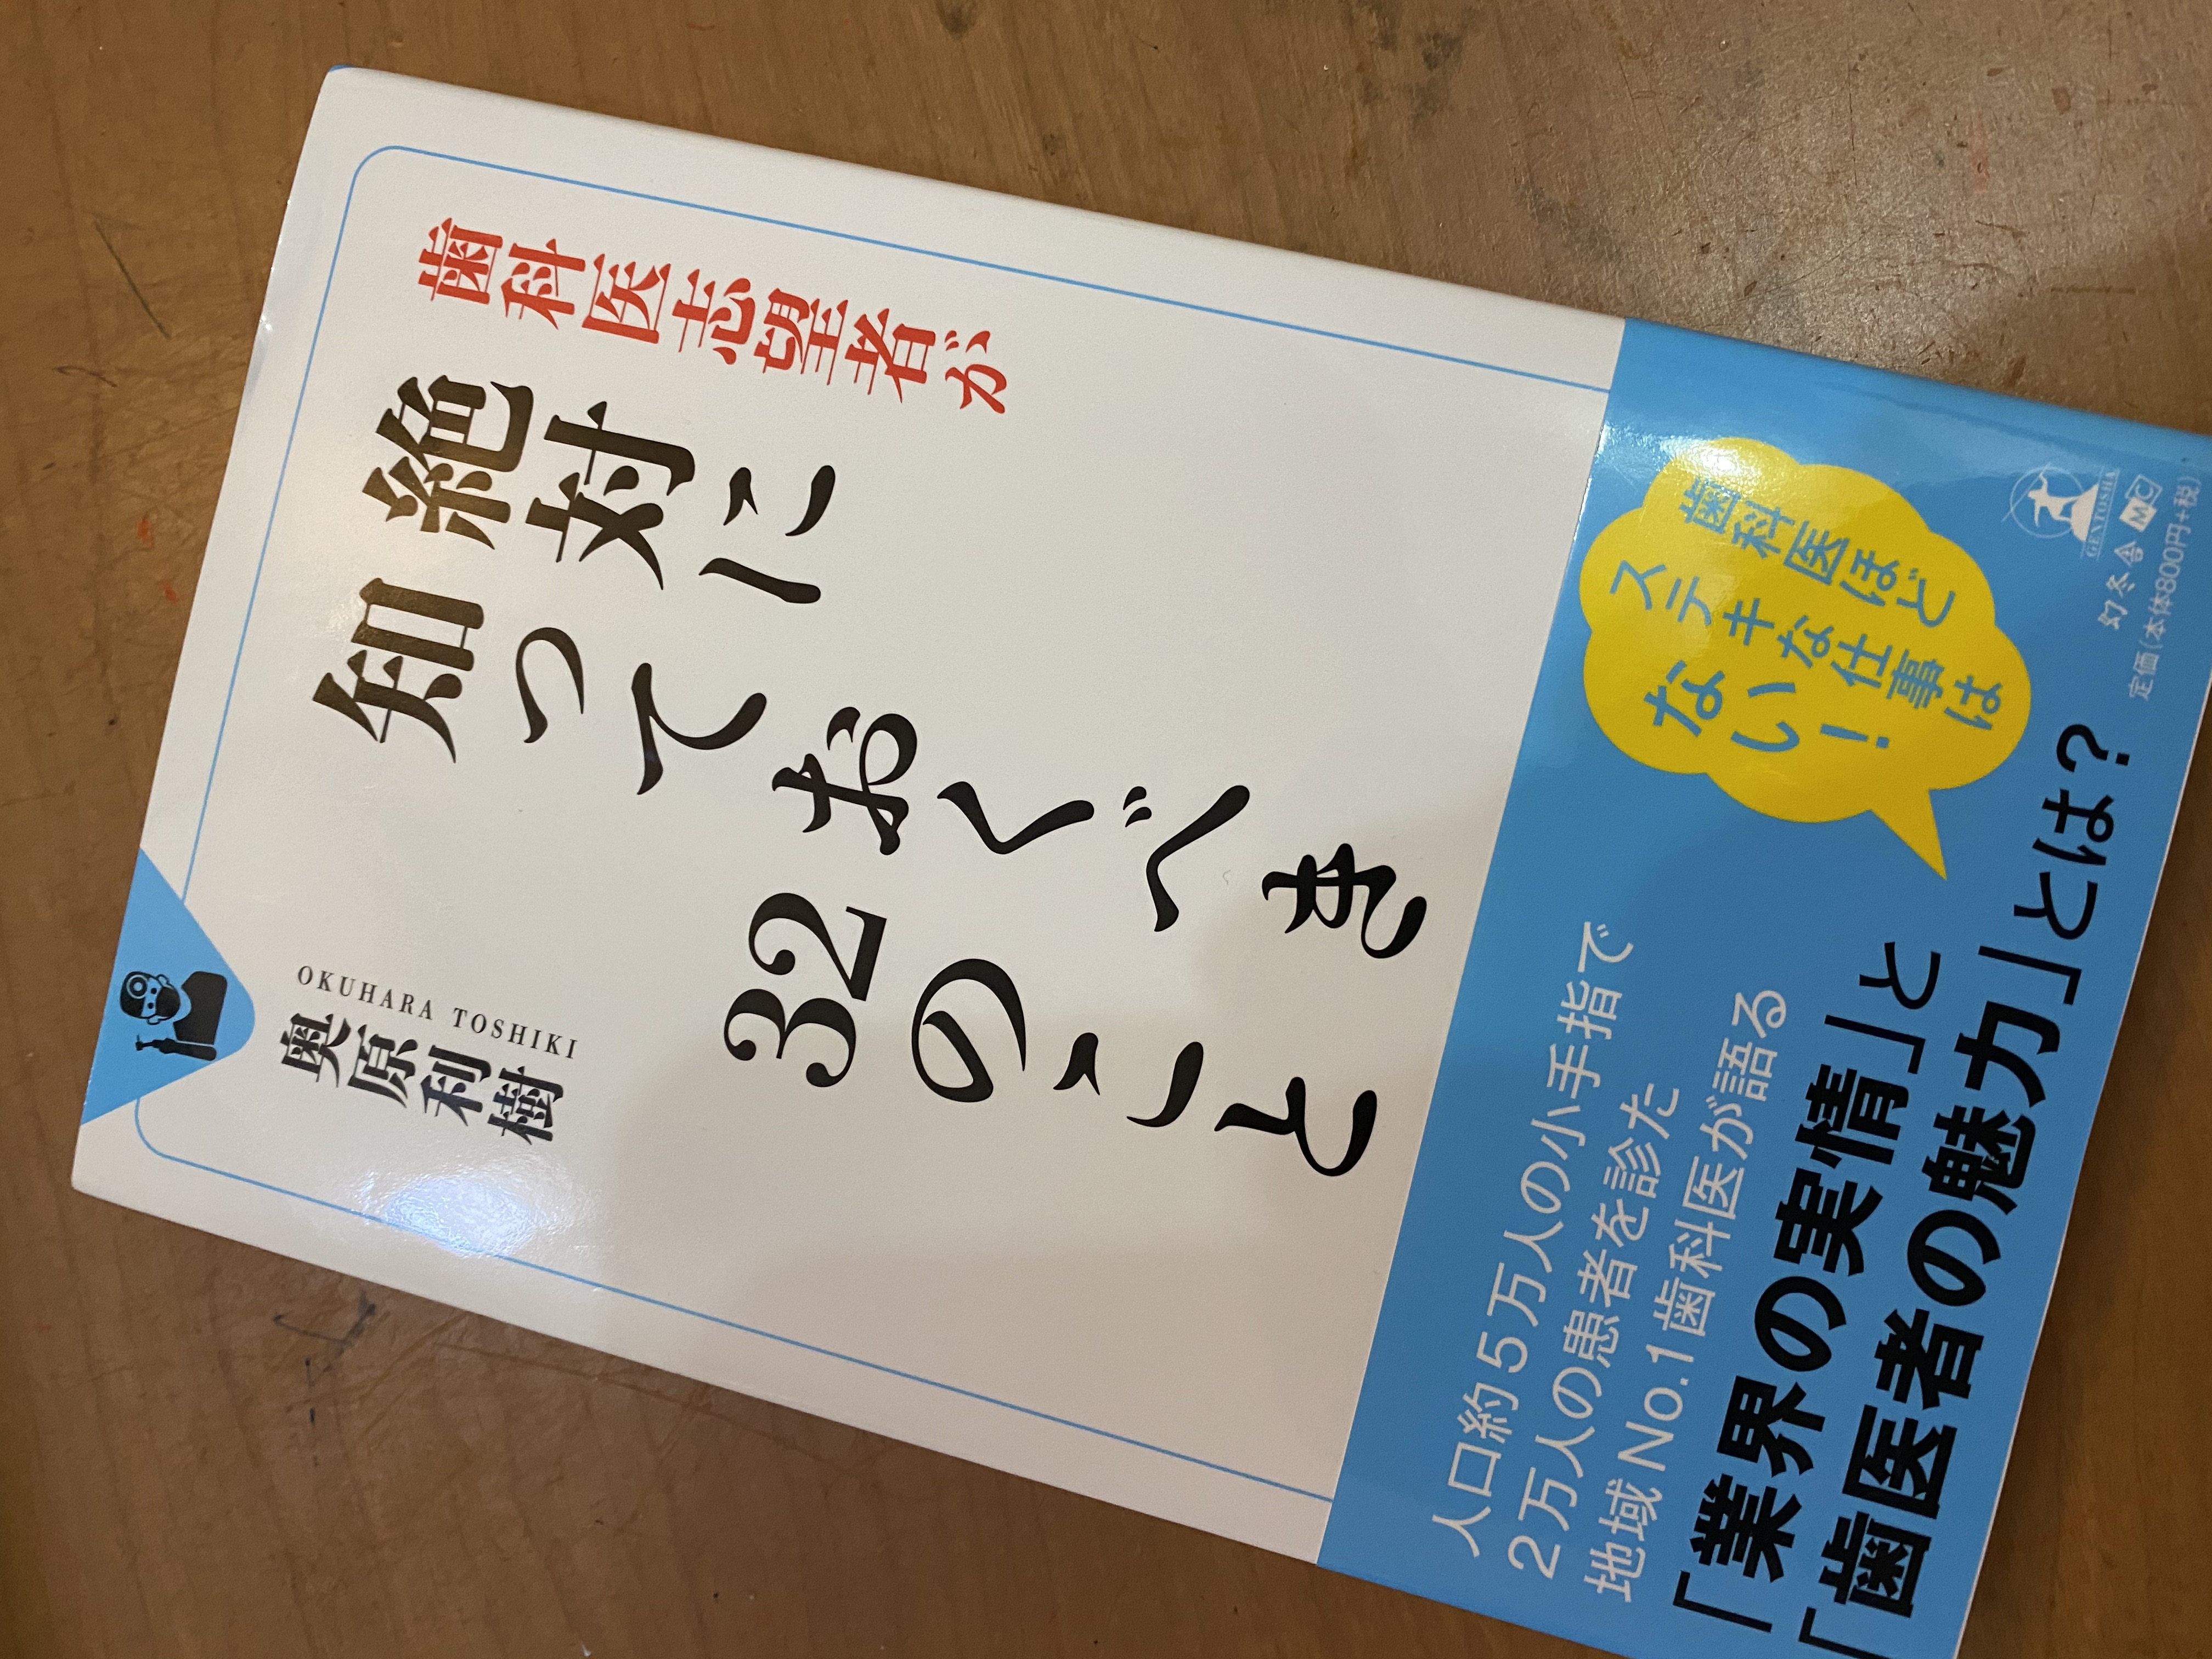 歯科医志望者が
絶対に
知っておくべき
32のこと
OKUHARA TOSHIKI
奥原利樹
歯科医ほど
ステキな仕事は
ない!
人口約5万人の小手指で
2万人の患者を診た
地域No.1歯科医が語る
「業界の実情」と
「歯医者の魅力」とは?
GENTOSHA
幻冬舎 MC
定価(本体800円+税)